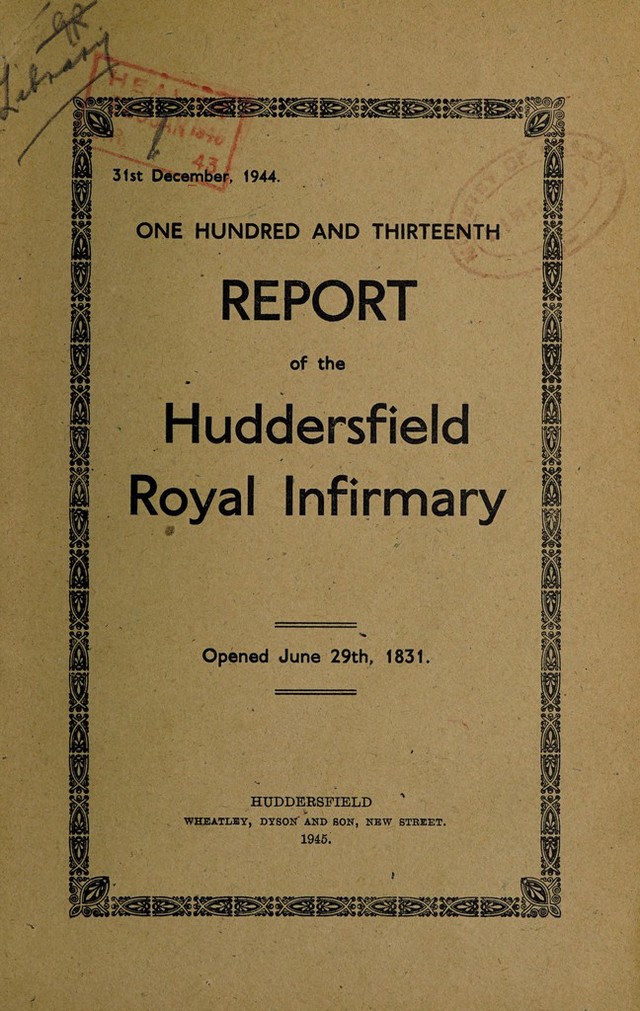 Library
31st December, 1944.
ONE HUNDRED AND THIRTEENTH
REPORT
of the
Huddersfield
Royal Infirmary
Opened June 29th, 1831.
HUDDERSFIELD
WHEATLEY, DYSON AND SON, NEW STREET.
1945.